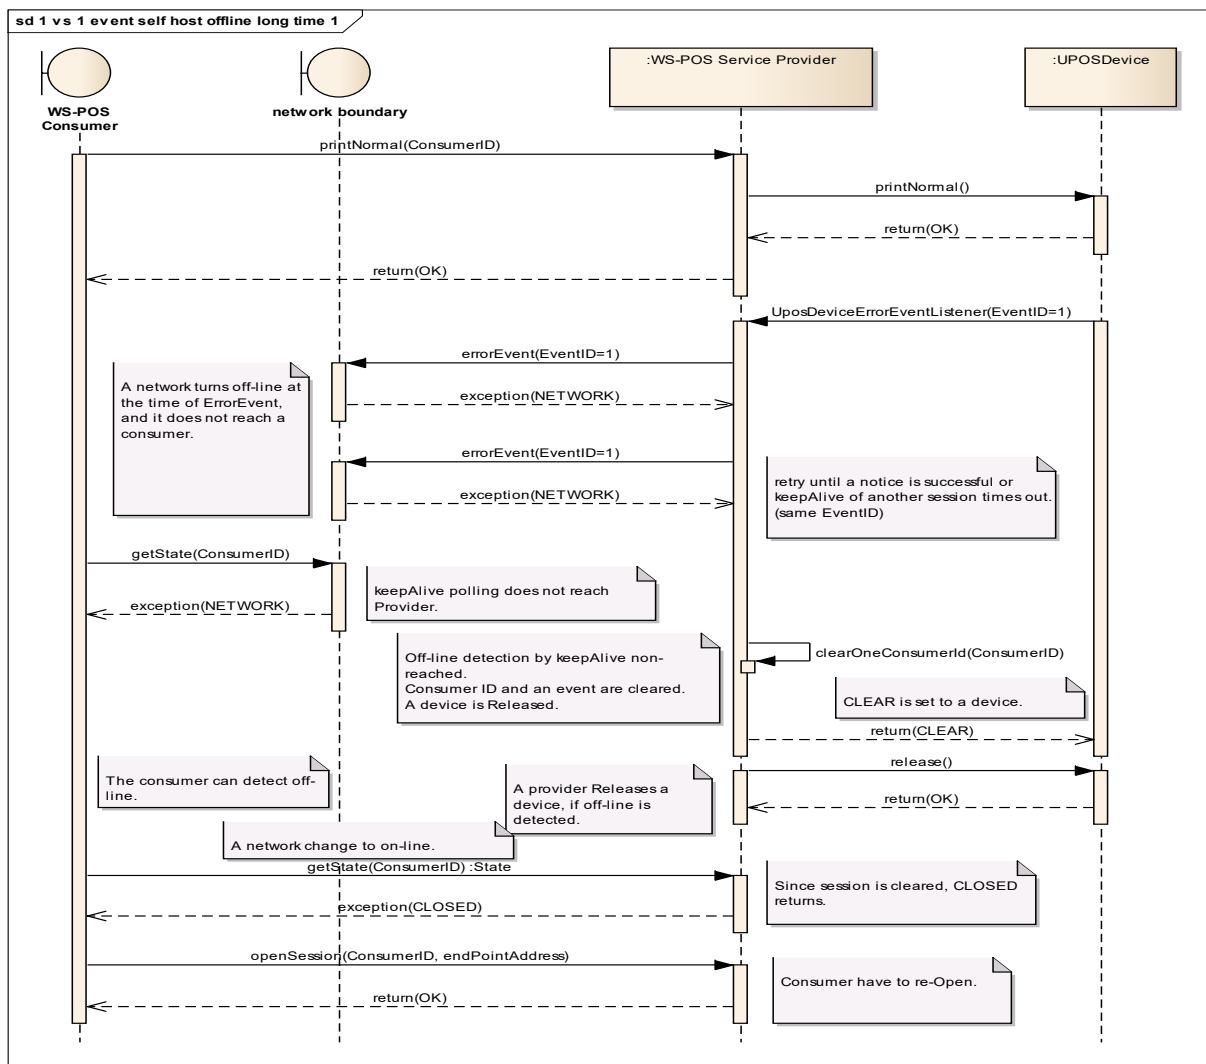 sd 1 vs 1 event self host offline long time 1
WS-POS
Consumer
network boundary
:WS-POS Service Provider
:UPOSDevice
printNormal(ConsumerID)
printNormal()
return(OK)
return(OK)
UposDeviceErrorEventListener(EventID=1)
errorEvent(EventID=1)
A network turns off-line at
the time of ErrorEvent,
and it does not reach a
consumer.
exception(NETWORK)
errorEvent(EventID=1)
exception(NETWORK)
retry until a notice is successful or
keepAlive of another session times out.
(same EventID)
getState(ConsumerID)
exception(NETWORK)
keepAlive polling does not reach
Provider.
Off-line detection by keepAlive non-
reached.
Consumer ID and an event are cleared.
A device is Released.
clearOneConsumerId(ConsumerID)
CLEAR is set to a device.
return(CLEAR)
release()
The consumer can detect off-
line.
A provider Releases a
device, if off-line is
detected.
return(OK)
A network change to on-line.
getState(ConsumerID) :State
Since session is cleared, CLOSED
returns.
exception(CLOSED)
openSession(ConsumerID, endPointAddress)
Consumer have to re-Open.
return(OK)